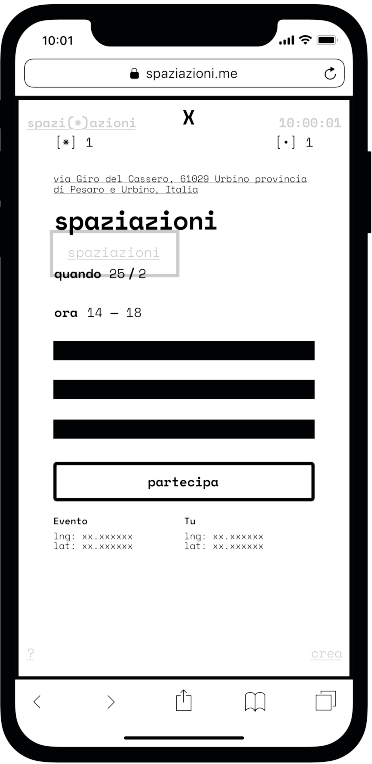 10:01
spaziazioni.me
X
spazi(*)azioni 10:00:01
[*] 1 [•] 1
via Giro del Cassero, 61029 Urbino provincia
di Pesaro e Urbino, Italia
spaziazioni
spaziazioni
quando 25 / 2
ora 14 — 18
partecipa
Evento Tu
lng: xx.xxxxxx lng: xx.xxxxxx
lat: xx.xxxxxx lat: xx.xxxxxx
? crea